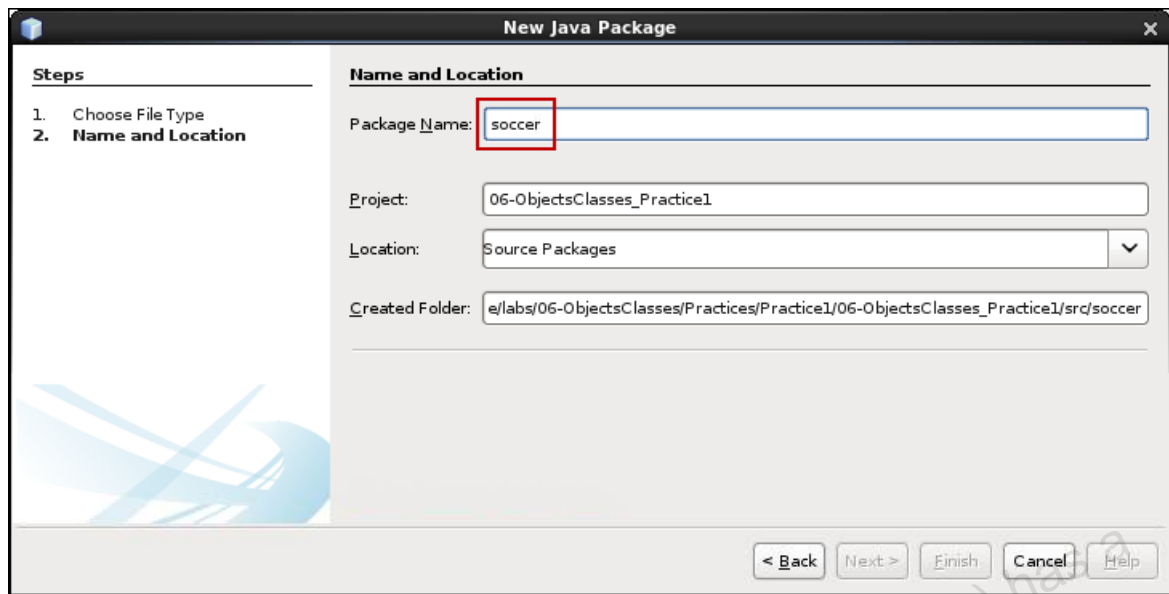 New Java Package
Steps
1. Choose File Type
2. Name and Location
Name and Location
Package Name: soccer
Project: 06-ObjectsClasses_Practice1
Location: Source Packages
Created Folder: e/labs/06-ObjectsClasses/Practices/Practice1/06-ObjectsClasses_Practice1/src/soccer
< Back Next > Finish Cancel Help
) has a